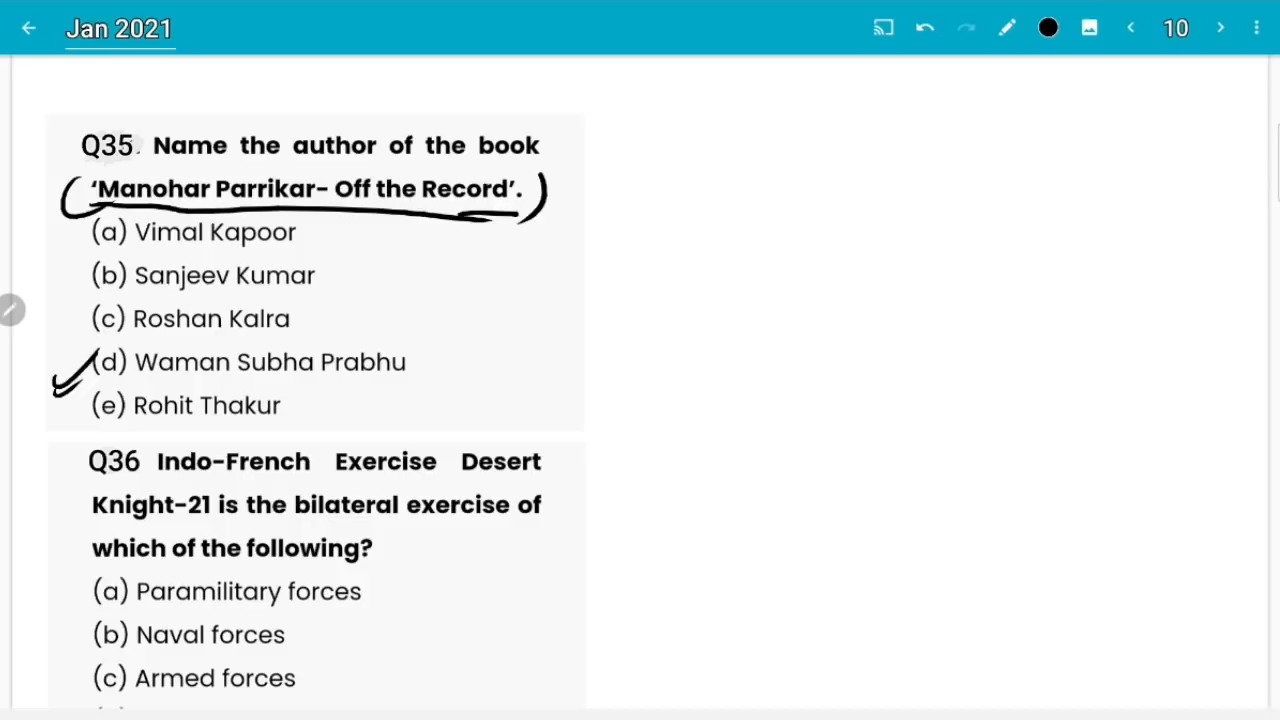 Jan 2021
10
Q35. Name the author of the book
‘Manohar Parrikar- Off the Record’.
(a) Vimal Kapoor
(b) Sanjeev Kumar
(c) Roshan Kalra
(d) Waman Subha Prabhu
(e) Rohit Thakur
Q36 Indo-French Exercise Desert
Knight-21 is the bilateral exercise of
which of the following?
(a) Paramilitary forces
(b) Naval forces
(c) Armed forces